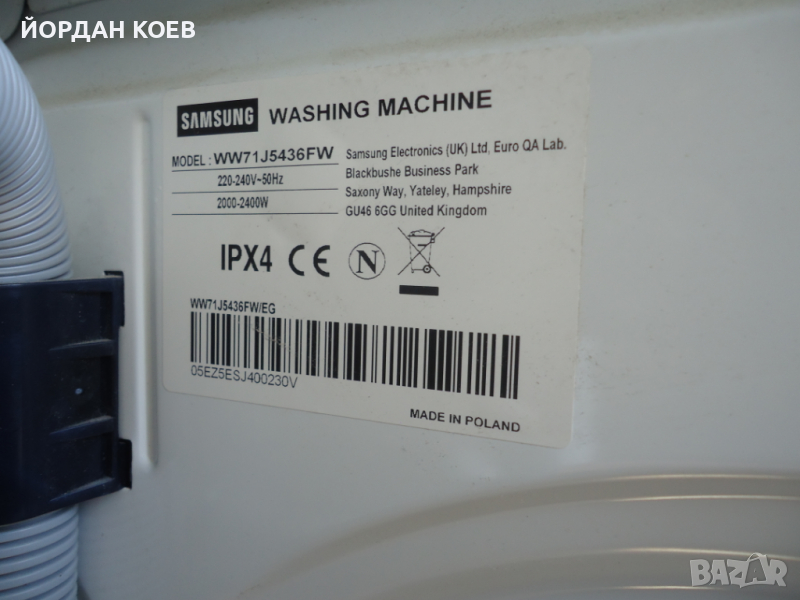 ЙОРДАН КОЕВ
SAMSUNG WASHING MACHINE
MODEL : WW71J5436FW
220-240V~50Hz
2000-2400W
Samsung Electronics (UK) Ltd, Euro QA Lab.
Blackbushe Business Park
Saxony Way, Yateley, Hampshire
GU46 6GG United Kingdom
IPX4 CE N
WW71J5436FW/EG
05EZ5ESJ400230V
MADE IN POLAND
BAZAR